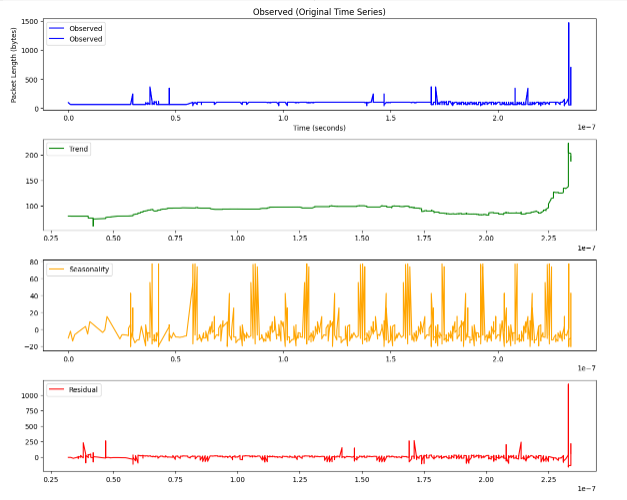 Observed (Original Time Series)
Packet Length (bytes)
1500
1000
500
0
Observed
Observed
0.0 0.5 1.0 1.5 2.0
1e−7
Time (seconds)
200
150
100
Trend
0.25 0.50 0.75 1.00 1.25 1.50 1.75 2.00 2.25
1e−7
80
60
40
20
0
−20
Seasonality
0.0 0.5 1.0 1.5 2.0
1e−7
1000
750
500
250
0
Residual
0.25 0.50 0.75 1.00 1.25 1.50 1.75 2.00 2.25
1e−7